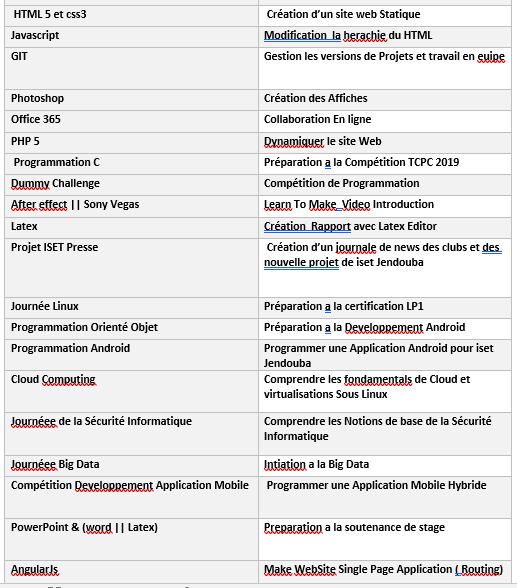 HTML 5 et css3 Création d'un site web Statique
Javascript Modification la herachie du HTML
GIT Gestion les versions de Projets et travail en euipe
Photoshop Création des Affiches
Office 365 Collaboration En ligne
PHP 5 Dynamiquer le site Web
Programmation C Préparation a la Compétition TCPC 2019
Dummy Challenge Compétition de Programmation
After effect || Sony Vegas Learn To Make Video Introduction
Latex Création Rapport avec Latex Editor
Projet ISET Presse Création d'un journale de news des clubs et des
nouvelle projet de iset Jendouba
Journée Linux Préparation a la certification LP1
Programmation Orienté Objet Préparation a la Developpement Android
Programmation Android Programmer une Application Android pour iset
Jendouba
Cloud Computing Comprendre les fondamentals de Cloud et
virtualisations Sous Linux
Journéee de la Sécurité Informatique Comprendre les Notions de base de la Sécurité
Informatique
Journéee Big Data Intiation a la Big Data
Compétition Developpement Application Mobile Programmer une Application Mobile Hybride
PowerPoint & (word || Latex) Preparation a la soutenance de stage
AngularJs Make WebSite Single Page Application ( Routing)